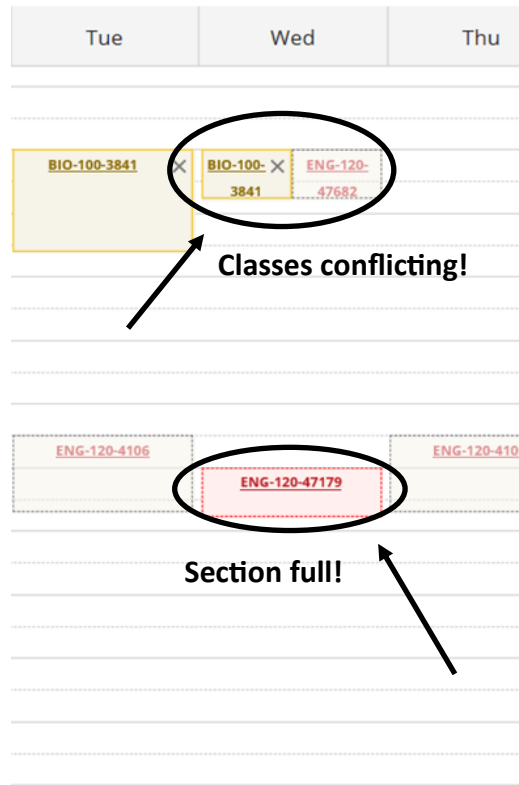 Tue Wed Thu
BIO-100-3841 × BIO-100- × ENG-120-
3841 47682
Classes conflicting!
ENG-120-4106 ENG-120-410
ENG-120-47179
Section full!